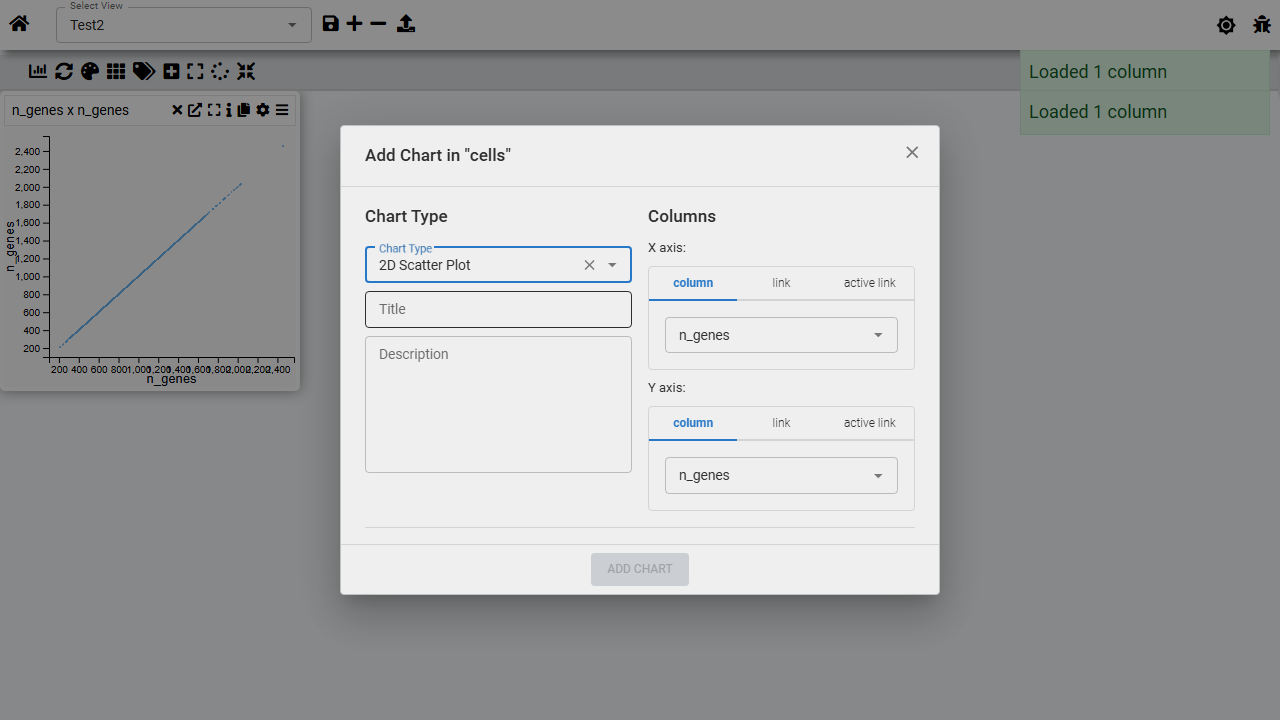 Select View
Test2
Loaded 1 column
Loaded 1 column
n_genes x n_genes
2,400
2,200
2,000
1,800
1,600
1,400
1,200
1,000
800
600
400
200
n_genes
200 400 600 800 1,000 1,200 1,400 1,600 1,800 2,000 2,200 2,400
n_genes
Add Chart in "cells"
Chart Type
Chart Type
2D Scatter Plot
Title
Description
Columns
X axis:
column link active link
n_genes
Y axis:
column link active link
n_genes
ADD CHART